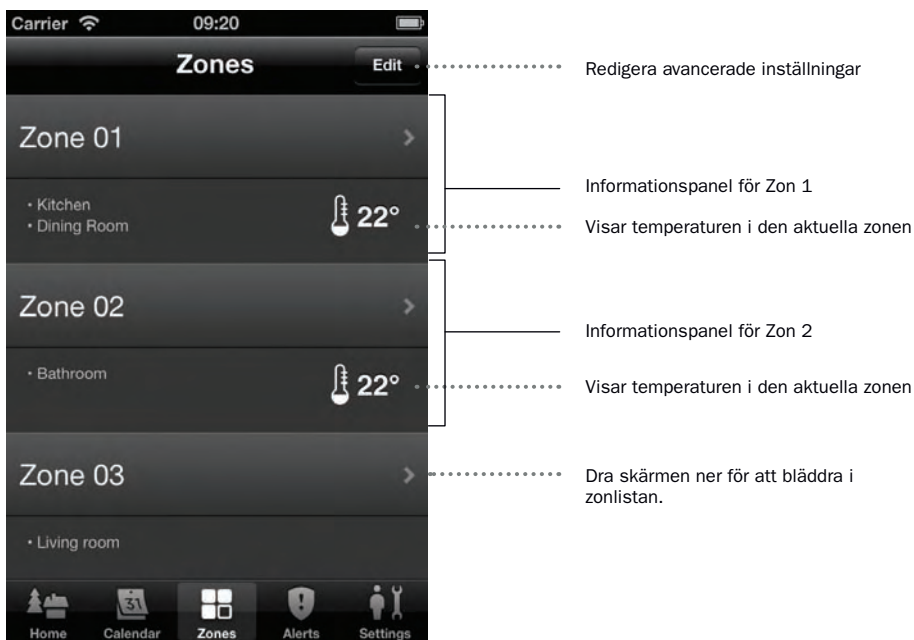 Carrier 09:20
Zones Edit
Redigera avancerade inställningar
Zone 01
Informationspanel för Zon 1
• Kitchen
• Dining Room
22°
Visar temperaturen i den aktuella zonen
Zone 02
Informationspanel för Zon 2
• Bathroom
22°
Visar temperaturen i den aktuella zonen
Zone 03
Dra skärmen ner för att bläddra i
zonlistan.
• Living room
31
Home Calendar Zones Alerts Settings